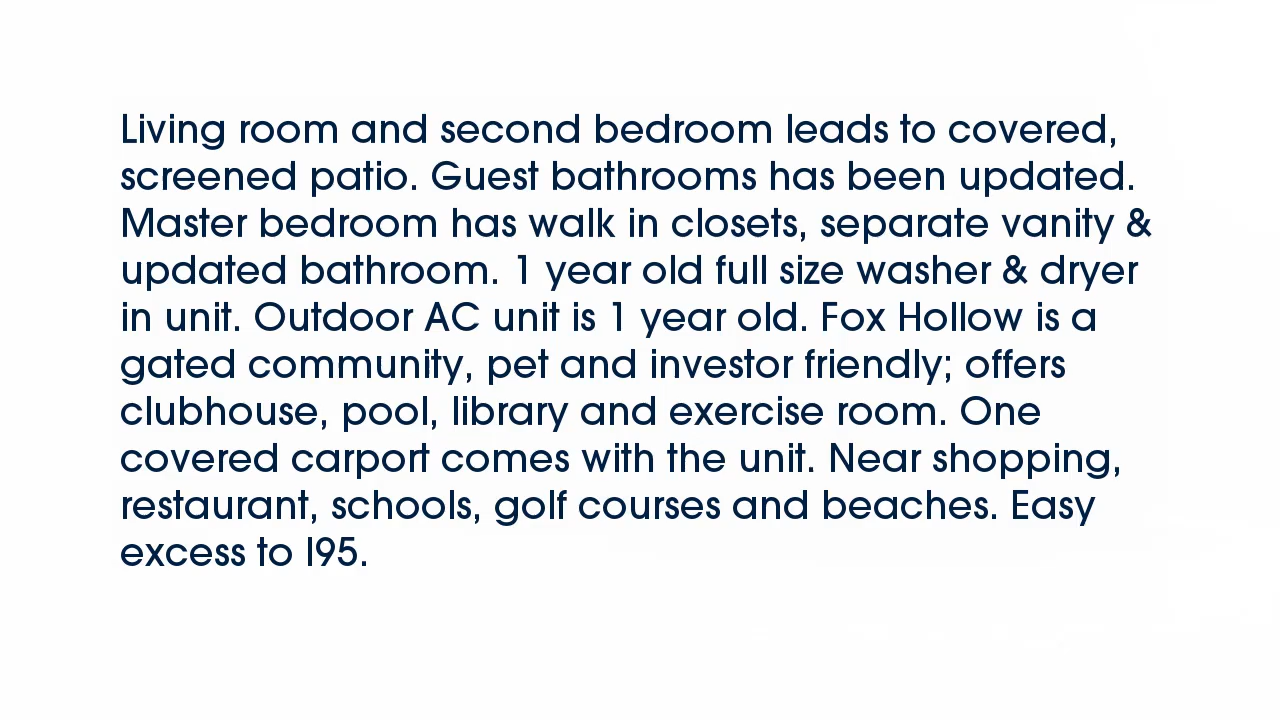 Living room and second bedroom leads to covered,
screened patio. Guest bathrooms has been updated.
Master bedroom has walk in closets, separate vanity &
updated bathroom. 1 year old full size washer & dryer
in unit. Outdoor AC unit is 1 year old. Fox Hollow is a
gated community, pet and investor friendly; offers
clubhouse, pool, library and exercise room. One
covered carport comes with the unit. Near shopping,
restaurant, schools, golf courses and beaches. Easy
excess to I95.